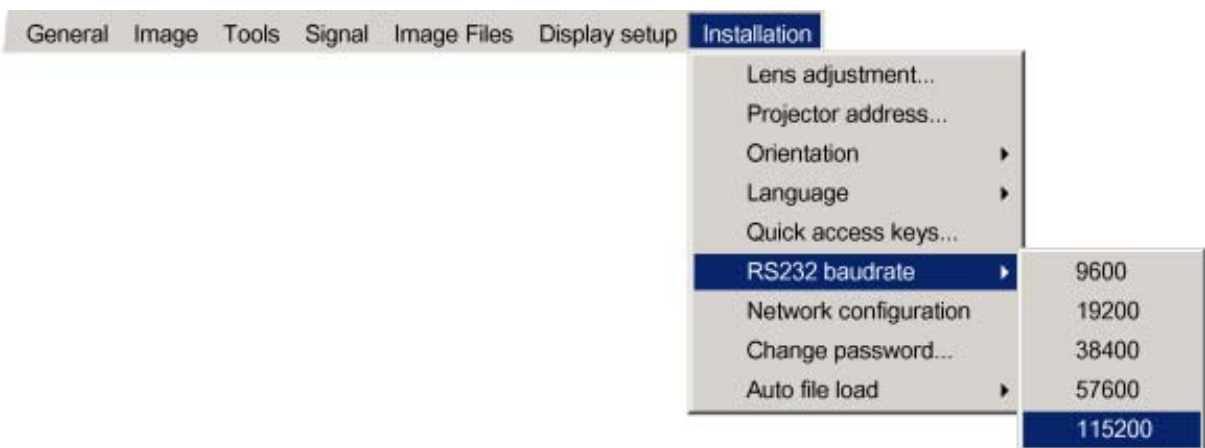 General Image Tools Signal Image Files Display setup Installation
Lens adjustment...
Projector address...
Orientation
Language
Quick access keys...
RS232 baudrate
Network configuration
Change password...
Auto file load
9600
19200
38400
57600
115200